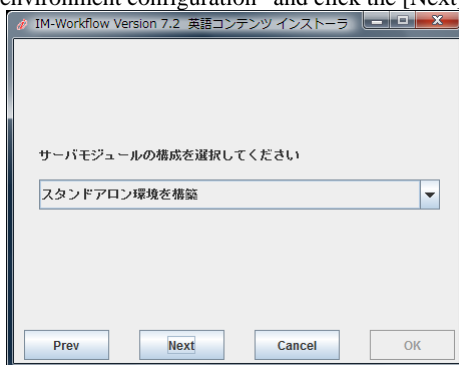 environment configuration" and click the [Next]
IM-Workflow Version 7.2 英語コンテンツ インストーラ
サーバモジュールの構成を選択してください
スタンドアロン環境を構築
Prev Next Cancel OK